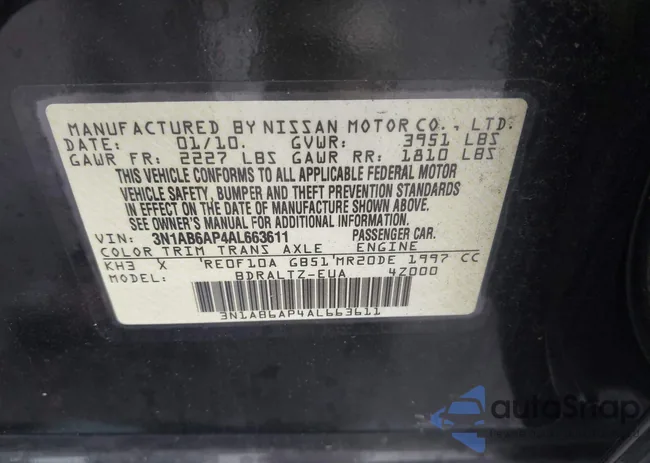 MANUFACTURED BY NISSAN MOTOR CO., LTD.
DATE: 01/10. GVWR: 3951 LBS
GAWR FR: 2227 LBS GAWR RR: 1810 LBS
THIS VEHICLE CONFORMS TO ALL APPLICABLE FEDERAL MOTOR
VEHICLE SAFETY, BUMPER AND THEFT PREVENTION STANDARDS
IN EFFECT ON THE DATE OF MANUFACTURE SHOWN ABOVE.
SEE OWNER'S MANUAL FOR ADDITIONAL INFORMATION.
VIN: 3N1AB6AP4AL663611 PASSENGER CAR.
COLOR TRIM TRANS AXLE ENGINE
KH3 X RE0F10A GB51 MR20DE 1997 CC
BDRALTZ-EUA 4Z000
3N1AB6AP4AL663611
autoSnap